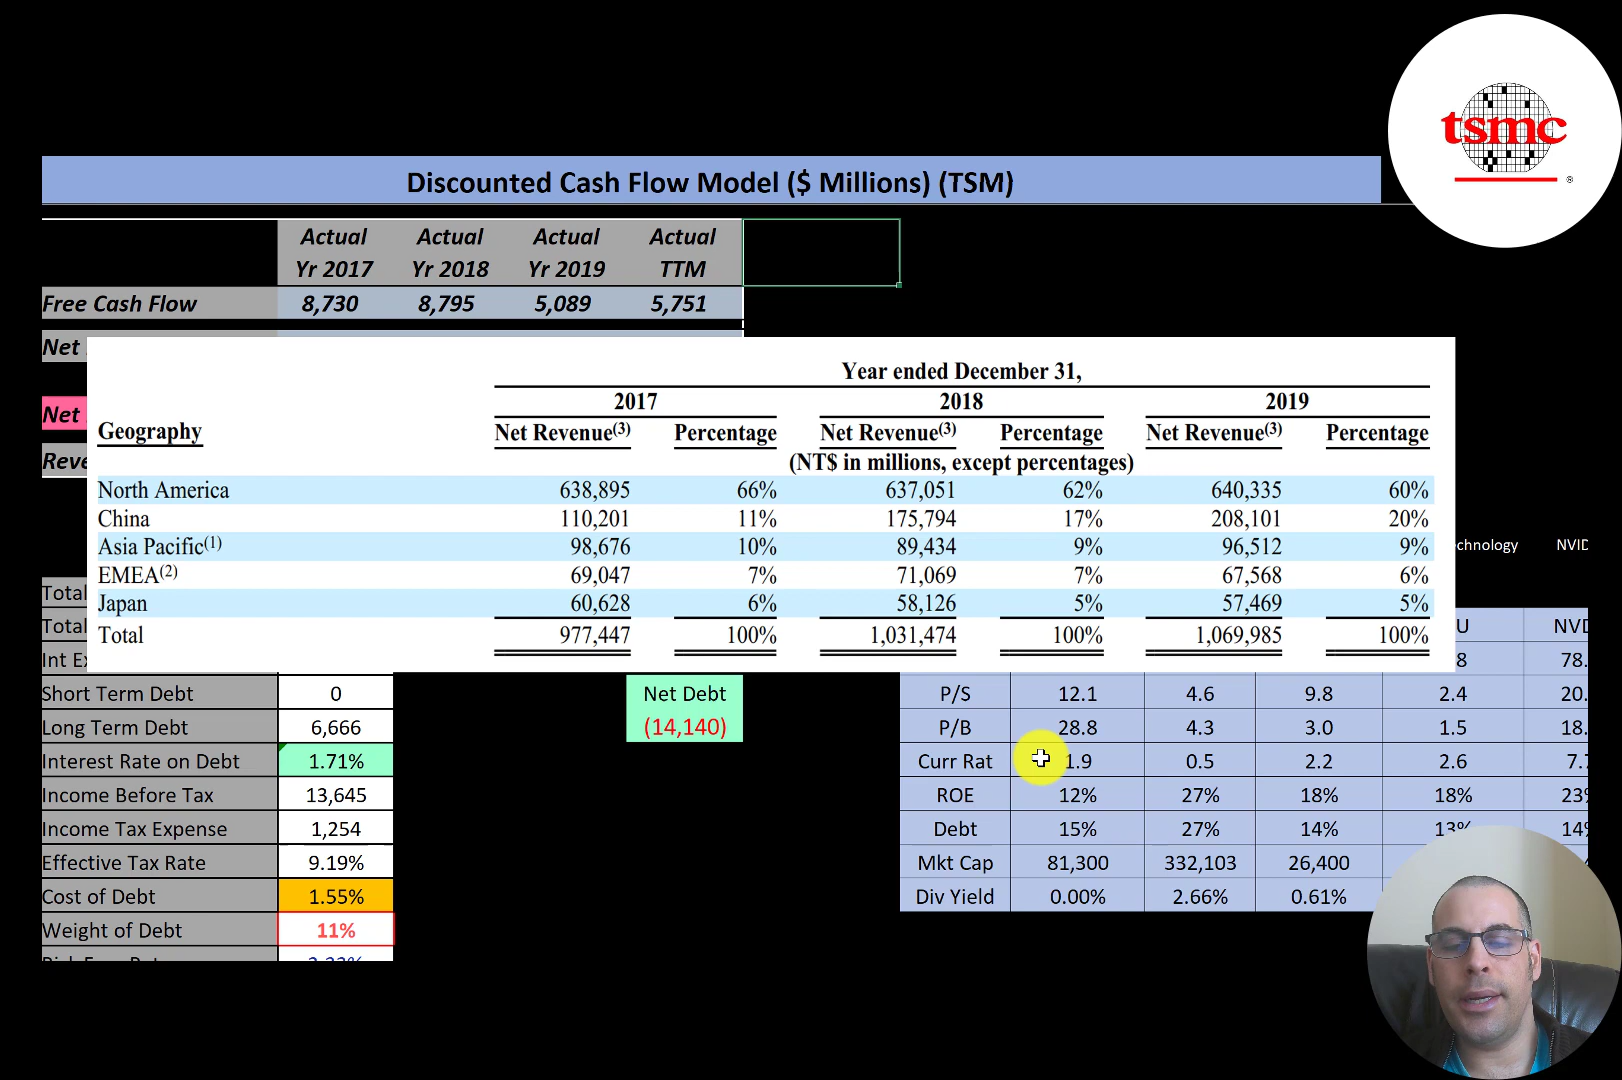 tsmc
®
Discounted Cash Flow Model ($ Millions) (TSM)
Actual Actual Actual Actual
Yr 2017 Yr 2018 Yr 2019 TTM
Free Cash Flow 8,730 8,795 5,089 5,751
Net
Year ended December 31,
2017 2018 2019
Net
Geography Net Revenue(3) Percentage Net Revenue(3) Percentage Net Revenue(3) Percentage
(NT$ in millions, except percentages)
North America 638,895 66% 637,051 62% 640,335 60%
China 110,201 11% 175,794 17% 208,101 20%
Asia Pacific(1) 98,676 10% 89,434 9% 96,512 9%
EMEA(2) 69,047 7% 71,069 7% 67,568 6%
Japan 60,628 6% 58,126 5% 57,469 5%
Total 977,447 100% 1,031,474 100% 1,069,985 100%
Total
Total
Short Term Debt 0 Net Debt P/S 12.1 4.6 9.8 2.4 20.
Long Term Debt 6,666 (14,140) P/B 28.8 4.3 3.0 1.5 18.
Interest Rate on Debt 1.71% Curr Rat 1.9 0.5 2.2 2.6 7.
Income Before Tax 13,645 ROE 12% 27% 18% 18% 23%
Income Tax Expense 1,254 Debt 15% 27% 14% 13% 14%
Effective Tax Rate 9.19% Mkt Cap 81,300 332,103 26,400
Cost of Debt 1.55% Div Yield 0.00% 2.66% 0.61%
Weight of Debt 11%